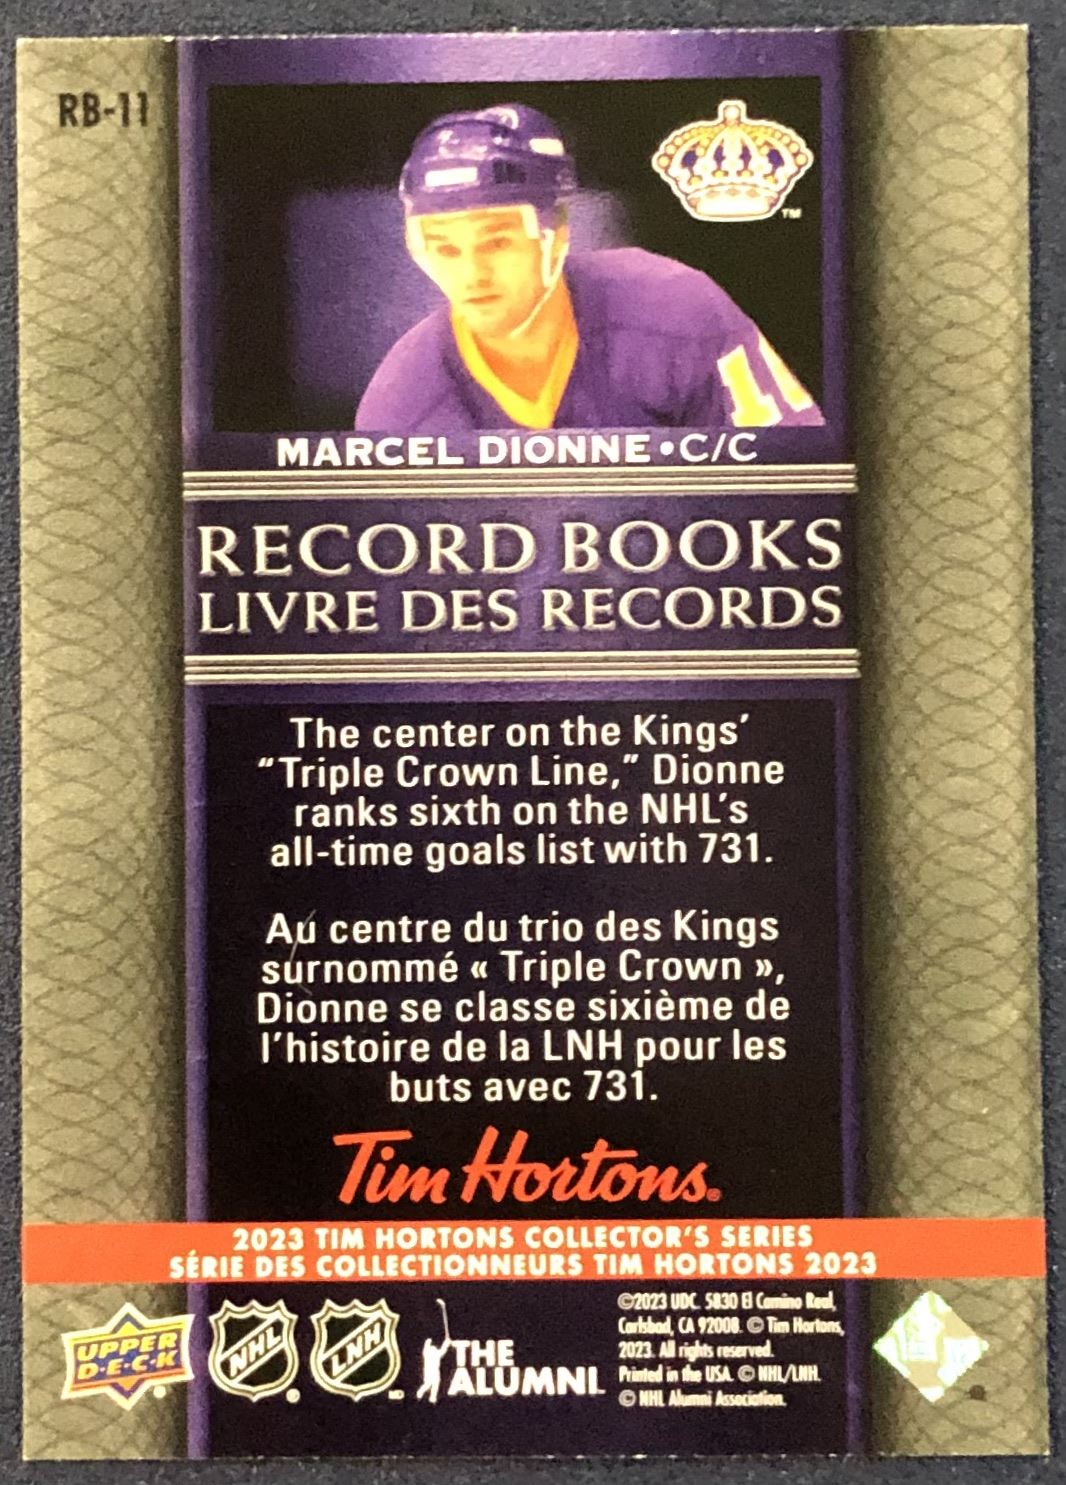 RB-11
TM
1
MARCEL DIONNE • C/C
RECORD BOOKS
LIVRE DES RECORDS
The center on the Kings'
"Triple Crown Line," Dionne
ranks sixth on the NHL's
all-time goals list with 731.
Au centre du trio des Kings
surnommé « Triple Crown »,
Dionne se classe sixième de
l'histoire de la LNH pour les
buts avec 731.
Tim Hortons®
2023 TIM HORTONS COLLECTOR'S SERIES
SÉRIE DES COLLECTIONNEURS TIM HORTONS 2023
UPPER DECK
NHL ®
LNH MD
THE
ALUMNI
©2023 UDC. 5830 El Camino Real,
Carlsbad, CA 92008. © Tim Hortons,
2023. All rights reserved.
Printed in the USA. © NHL/LNH.
© NHL Alumni Association.